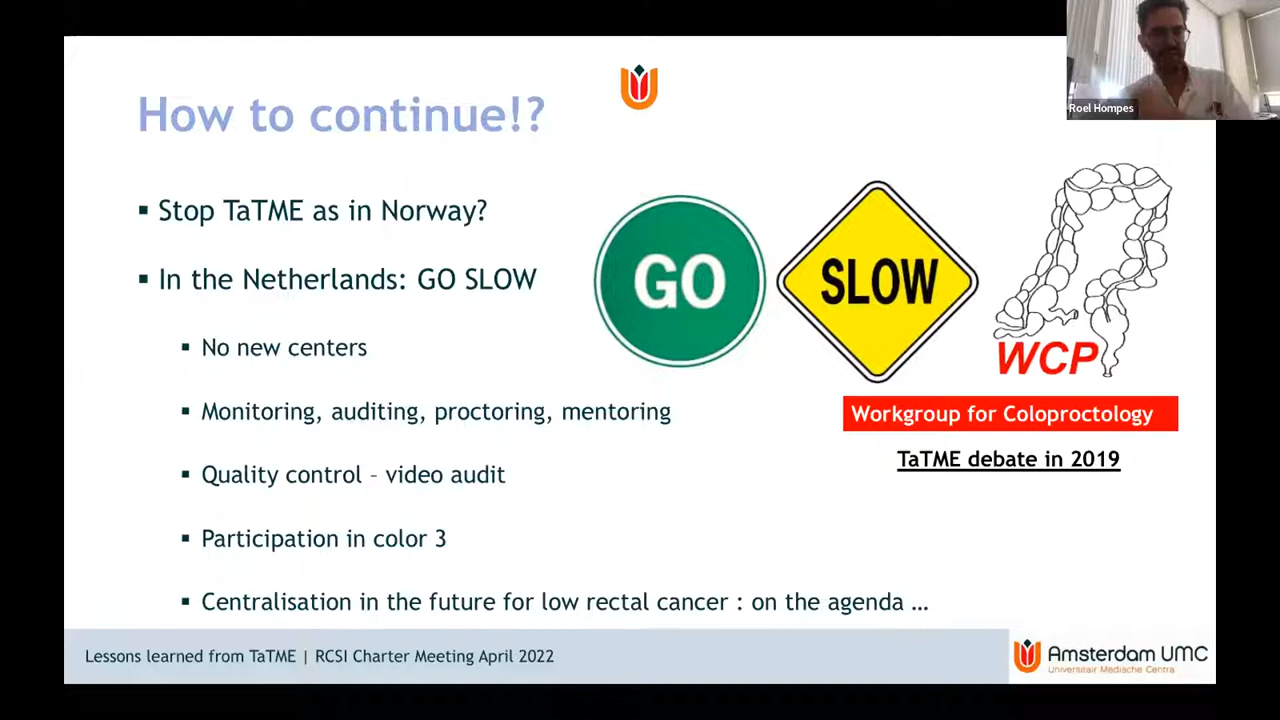 Roel Hompes
How to continue!?
▪ Stop TaTME as in Norway?
▪ In the Netherlands: GO SLOW
▪ No new centers
▪ Monitoring, auditing, proctoring, mentoring
▪ Quality control – video audit
▪ Participation in color 3
▪ Centralisation in the future for low rectal cancer : on the agenda …
GO
SLOW
WCP
Workgroup for Coloproctology
TaTME debate in 2019
Lessons learned from TaTME | RCSI Charter Meeting April 2022
Amsterdam UMC
Universitair Medische Centra